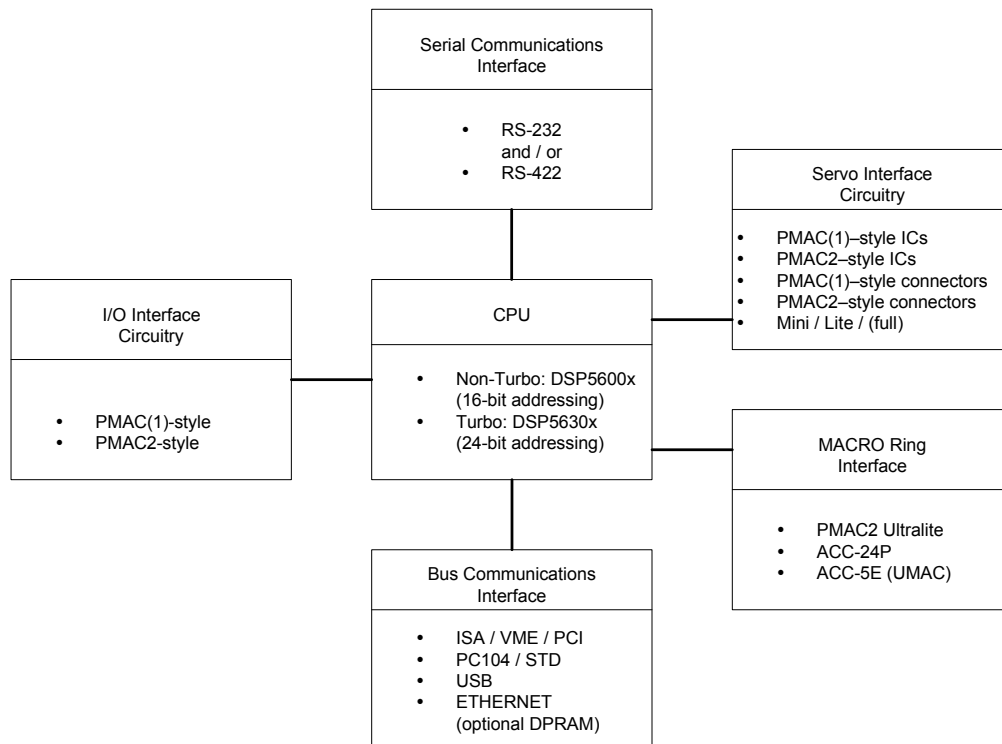 Serial Communications
Interface
• RS-232
and / or
• RS-422
Servo Interface
Circuitry
• PMAC(1)–style ICs
• PMAC2–style ICs
• PMAC(1)–style connectors
• PMAC2–style connectors
• Mini / Lite / (full)
I/O Interface
Circuitry
• PMAC(1)-style
• PMAC2-style
CPU
• Non-Turbo: DSP5600x
(16-bit addressing)
• Turbo: DSP5630x
(24-bit addressing)
MACRO Ring
Interface
• PMAC2 Ultralite
• ACC-24P
• ACC-5E (UMAC)
Bus Communications
Interface
• ISA / VME / PCI
• PC104 / STD
• USB
• ETHERNET
(optional DPRAM)